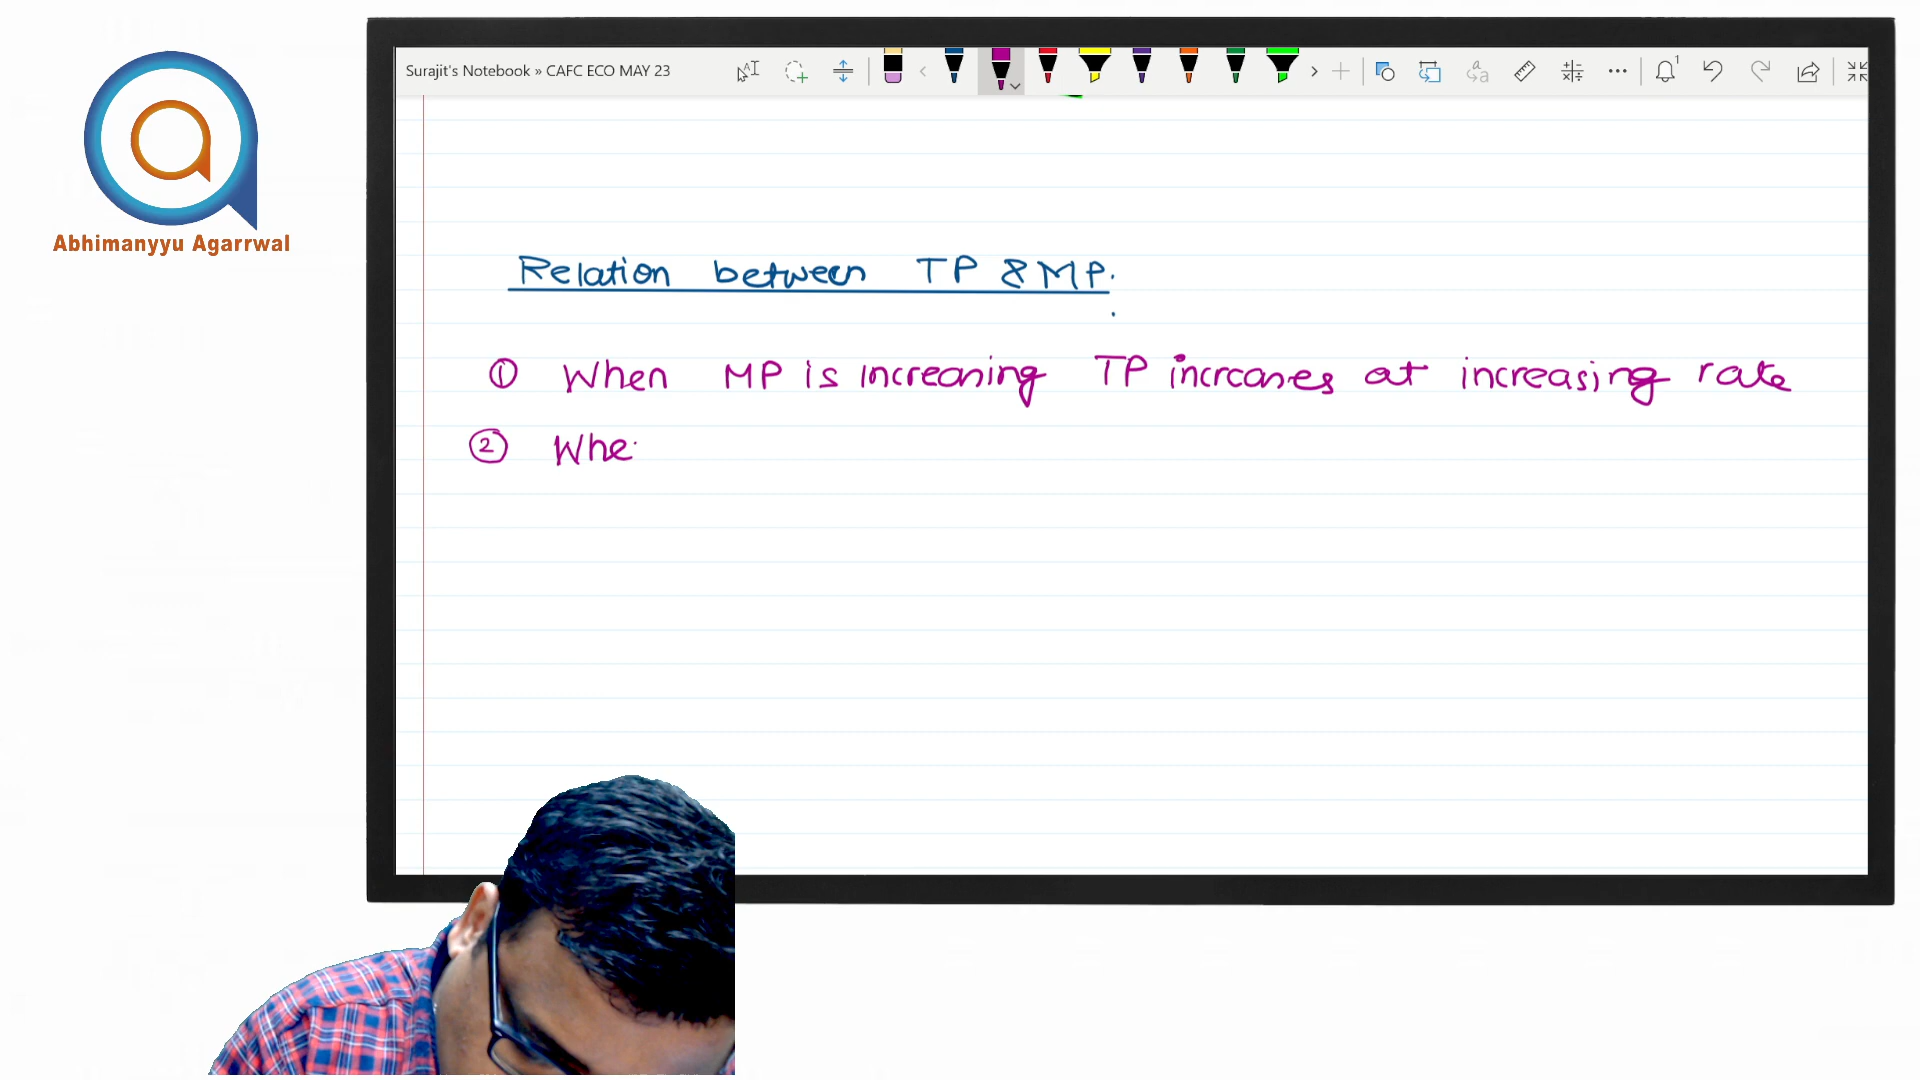 Surajit's Notebook » CAFC ECO MAY 23
Abhimanyyu Agarrwal
Relation between TP & MP.
① When MP is increasing TP increases at increasing rate
② Whe